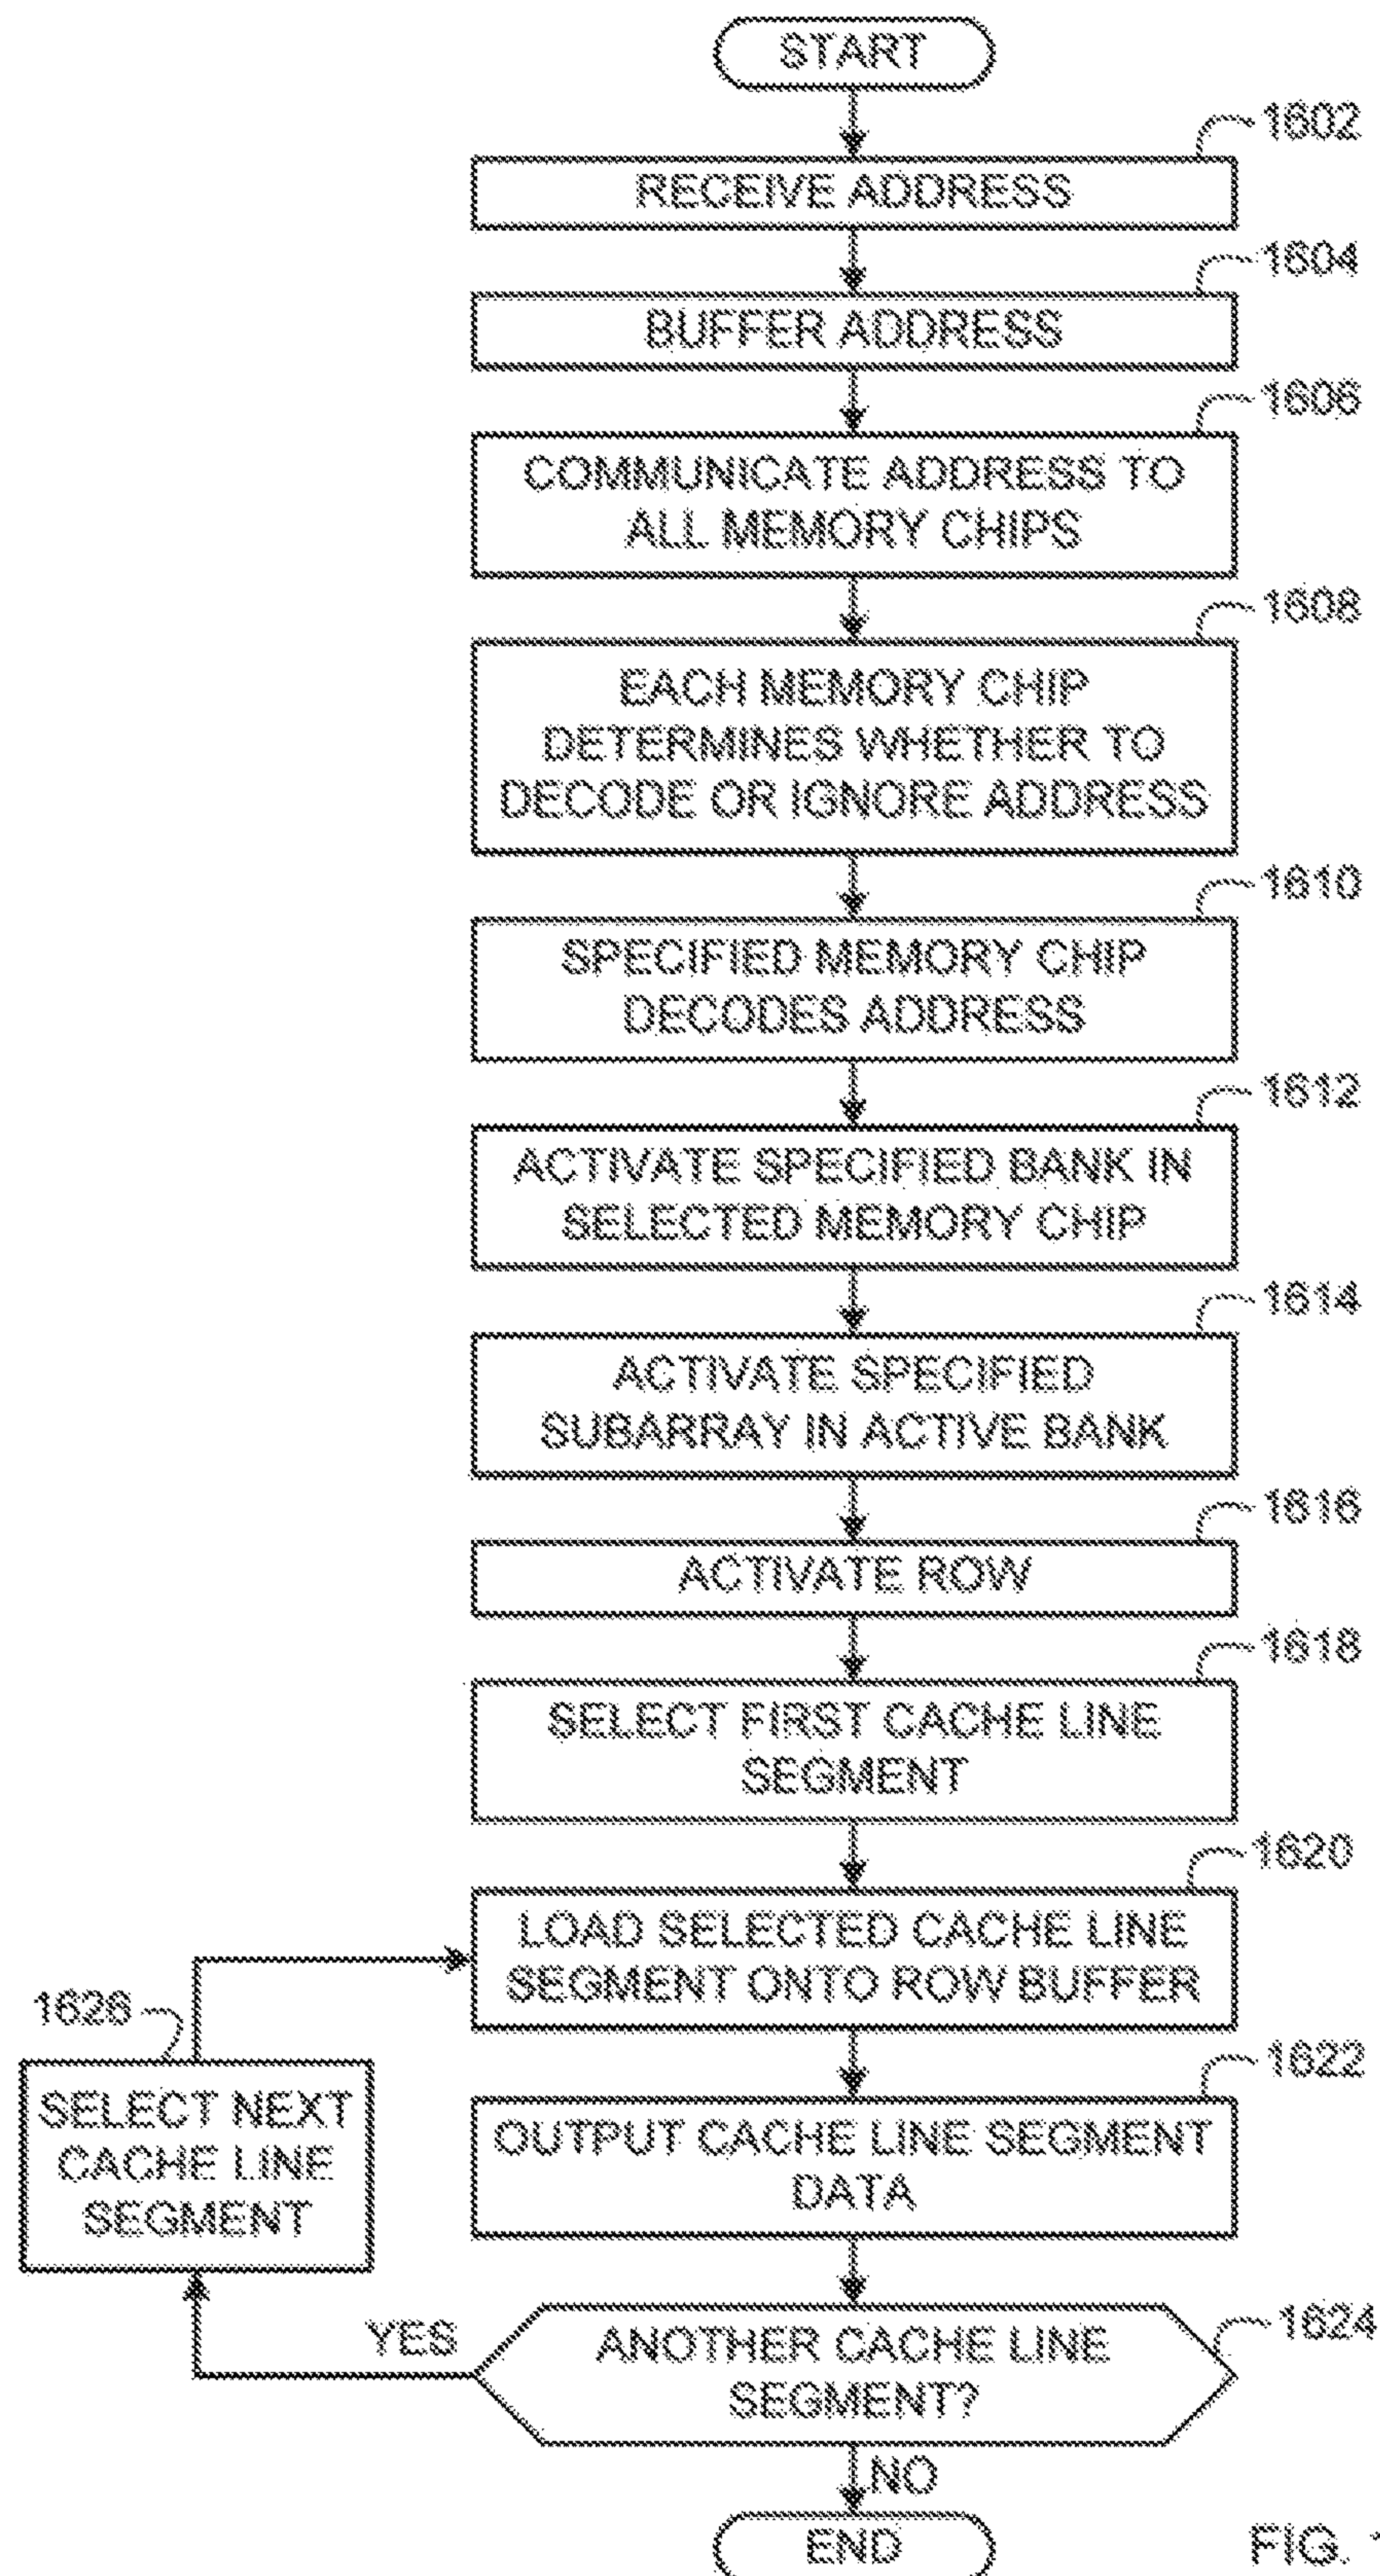 START
1602
RECEIVE ADDRESS
1604
BUFFER ADDRESS
1606
COMMUNICATE ADDRESS TO
ALL MEMORY CHIPS
1608
EACH MEMORY CHIP
DETERMINES WHETHER TO
DECODE OR IGNORE ADDRESS
1610
SPECIFIED MEMORY CHIP
DECODES ADDRESS
1612
ACTIVATE SPECIFIED BANK IN
SELECTED MEMORY CHIP
1614
ACTIVATE SPECIFIED
SUBARRAY IN ACTIVE BANK
1616
ACTIVATE ROW
1618
SELECT FIRST CACHE LINE
SEGMENT
1620
LOAD SELECTED CACHE LINE
SEGMENT ONTO ROW BUFFER
1626
SELECT NEXT
CACHE LINE
SEGMENT
1622
OUTPUT CACHE LINE SEGMENT
DATA
1624
ANOTHER CACHE LINE
SEGMENT?
YES
NO
END
FIG.